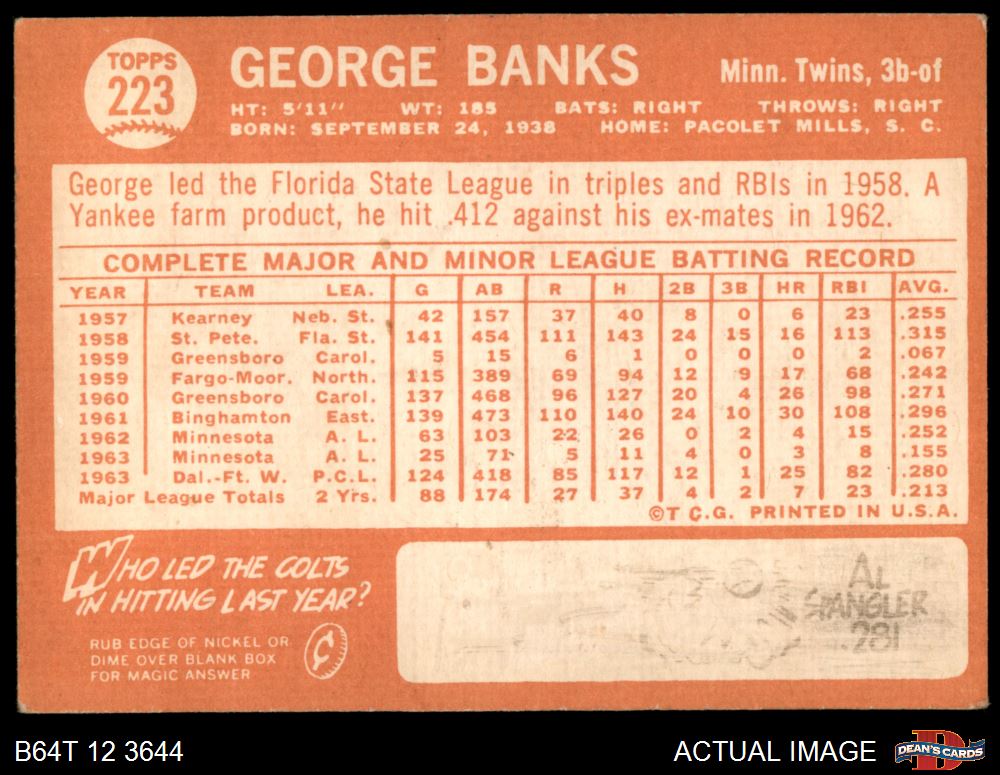 TOPPS
223
GEORGE BANKS
Minn. Twins, 3b-of
HT: 5'11" WT: 185 BATS: RIGHT THROWS: RIGHT
BORN: SEPTEMBER 24, 1938 HOME: PACOLET MILLS, S. C.
George led the Florida State League in triples and RBIs in 1958. A
Yankee farm product, he hit .412 against his ex-mates in 1962.
COMPLETE MAJOR AND MINOR LEAGUE BATTING RECORD
YEAR TEAM LEA. G AB R H 2B 3B HR RBI AVG.
1957 Kearney Neb. St. 42 157 37 40 8 0 6 23 .255
1958 St. Pete. Fla. St. 141 454 111 143 24 15 16 113 .315
1959 Greensboro Carol. 5 15 6 1 0 0 0 2 .067
1959 Fargo-Moor. North. 115 389 69 94 12 9 17 68 .242
1960 Greensboro Carol. 137 468 96 127 20 4 26 98 .271
1961 Binghamton East. 139 473 110 140 24 10 30 108 .296
1962 Minnesota A. L. 63 103 22 26 0 2 4 15 .252
1963 Minnesota A. L. 25 71 5 11 4 0 3 8 .155
1963 Dal.-Ft. W. P.C.L. 124 418 85 117 12 1 25 82 .280
Major League Totals 2 Yrs. 88 174 27 37 4 2 7 23 .213
©T C.G. PRINTED IN U.S.A.
WHO LED THE COLTS
IN HITTING LAST YEAR?
RUB EDGE OF NICKEL OR
DIME OVER BLANK BOX
FOR MAGIC ANSWER
¢
AL
SPANGLER
.281
B64T 12 3644
ACTUAL IMAGE
DEAN'S CARDS